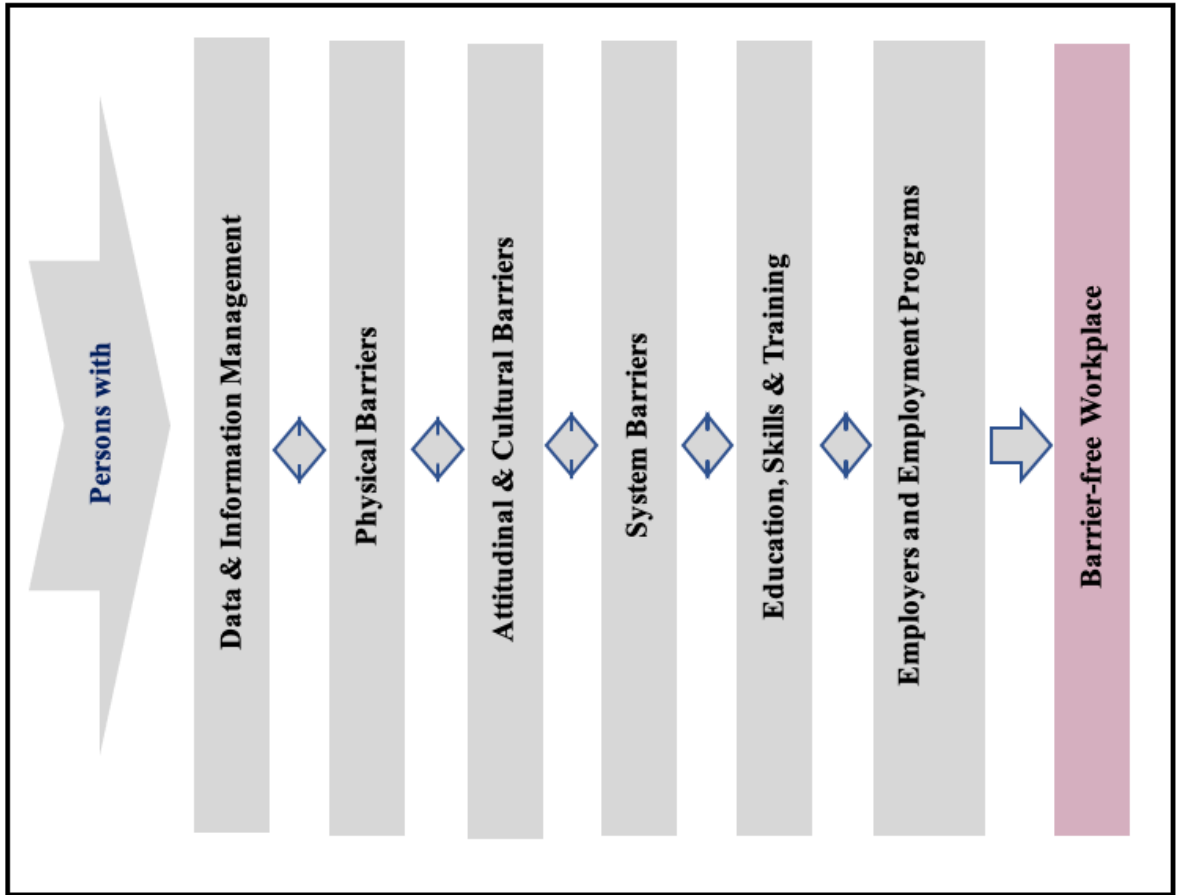 Persons with
Data & Information Management
Physical Barriers
Attitudinal & Cultural Barriers
System Barriers
Education, Skills & Training
Employers and Employment Programs
Barrier-free Workplace